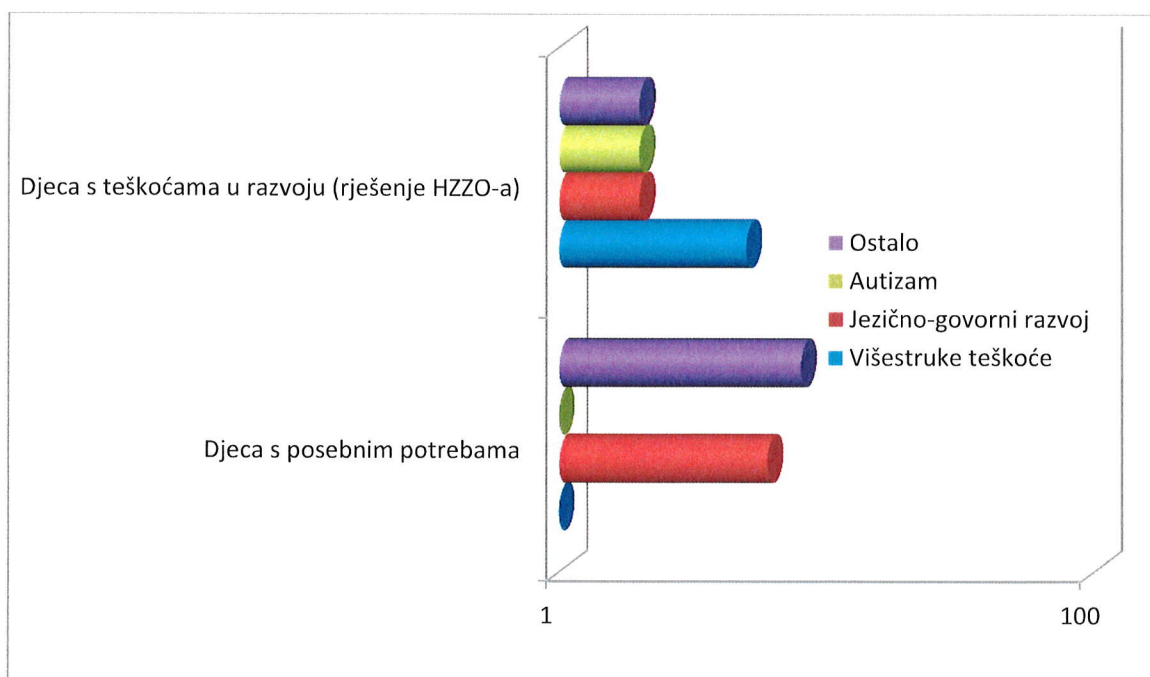 Djeca s teškoćama u razvoju (rješenje HZZO-a)
Ostalo
Autizam
Jezično-govorni razvoj
Višestruke teškoće
Djeca s posebnim potrebama
1
100